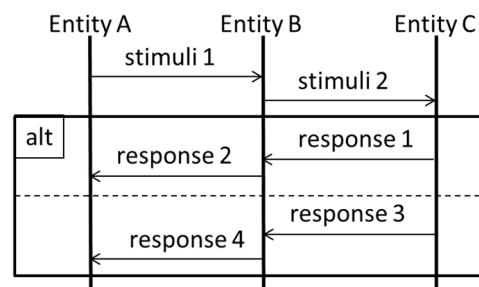 Entity A Entity B Entity C
stimuli 1
stimuli 2
alt
response 1
response 2
response 3
response 4